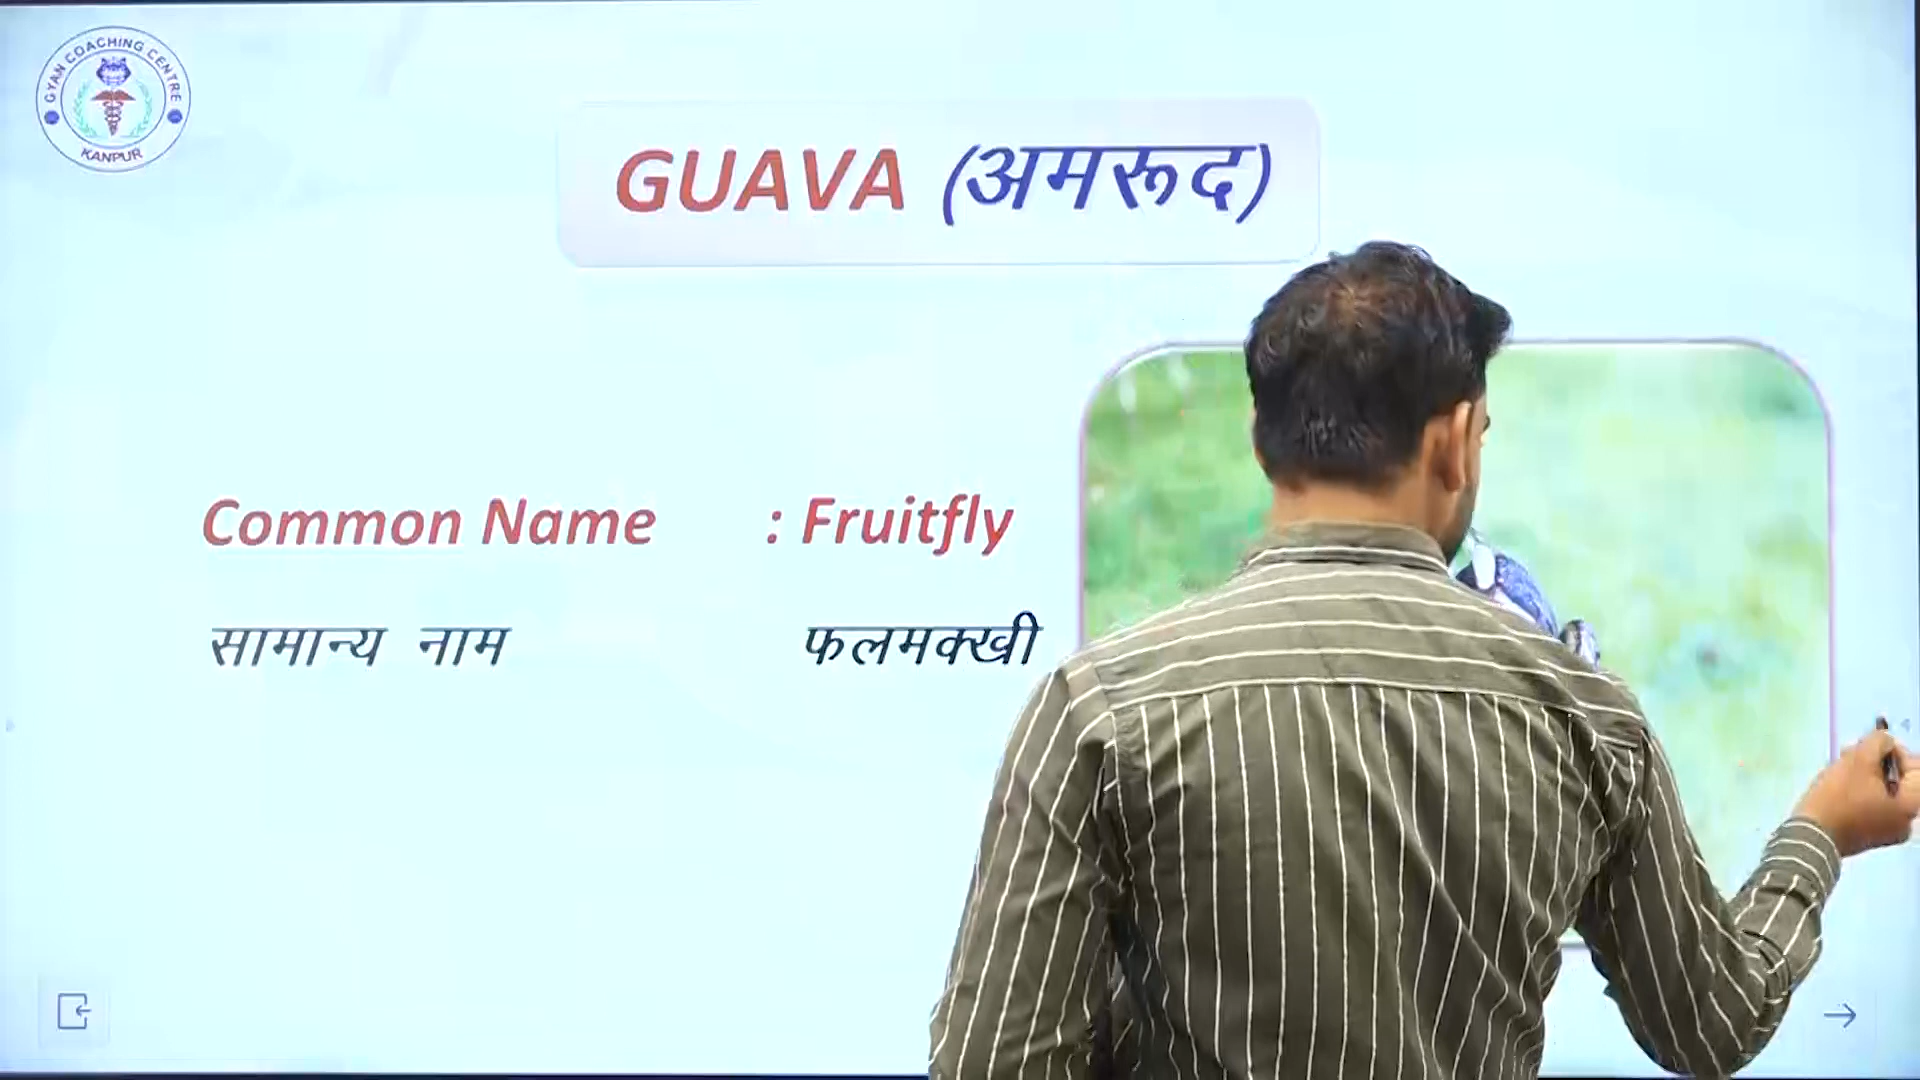 GYAN COACHING CENTRE
KANPUR
GUAVA (अमरूद)
Common Name : Fruitfly
सामान्य नाम फलमक्खी